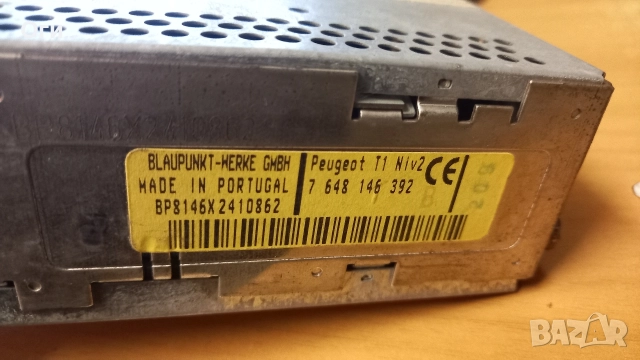 BLAUPUNKT-WERKE GMBH
MADE IN PORTUGAL
BP8146X2410862
Peugeot T1 Niv2
7 648 146 392
CE
BAZAR